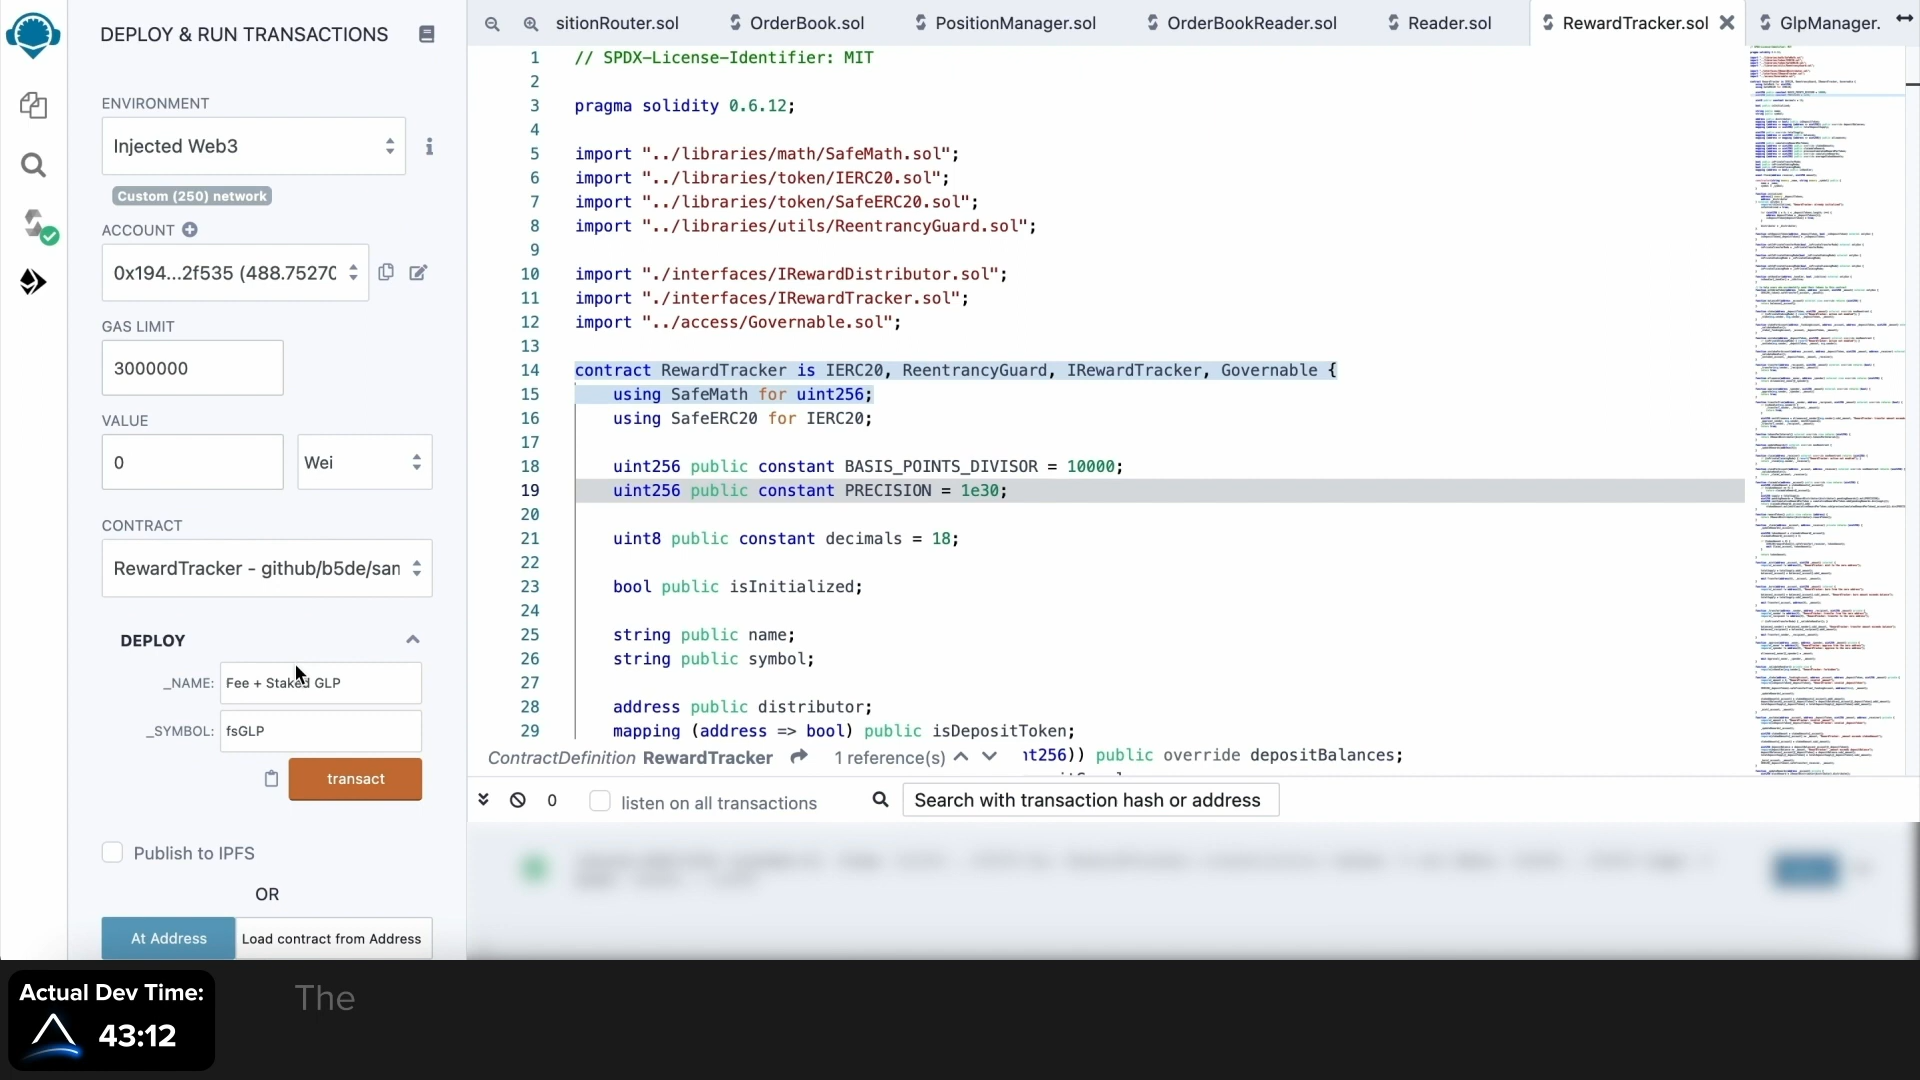 DEPLOY & RUN TRANSACTIONS
ENVIRONMENT
Injected Web3
Custom (250) network
ACCOUNT
0x194...2f535 (488.7527(
GAS LIMIT
3000000
VALUE
0
Wei
CONTRACT
RewardTracker - github/b5de/san
DEPLOY
_NAME:
Fee + Staked GLP
_SYMBOL:
fsGLP
transact
Publish to IPFS
OR
At Address
Load contract from Address
sitionRouter.sol
OrderBook.sol
PositionManager.sol
OrderBookReader.sol
Reader.sol
RewardTracker.sol
GlpManager.
1 // SPDX-License-Identifier: MIT
2
3 pragma solidity 0.6.12;
4
5 import "../libraries/math/SafeMath.sol";
6 import "../libraries/token/IERC20.sol";
7 import "../libraries/token/SafeERC20.sol";
8 import "../libraries/utils/ReentrancyGuard.sol";
9
10 import "./interfaces/IRewardDistributor.sol";
11 import "./interfaces/IRewardTracker.sol";
12 import "../access/Governable.sol";
13
14 contract RewardTracker is IERC20, ReentrancyGuard, IRewardTracker, Governable {
15 using SafeMath for uint256;
16 using SafeERC20 for IERC20;
17
18 uint256 public constant BASIS_POINTS_DIVISOR = 10000;
19 uint256 public constant PRECISION = 1e30;
20
21 uint8 public constant decimals = 18;
22
23 bool public isInitialized;
24
25 string public name;
26 string public symbol;
27
28 address public distributor;
29 mapping (address => bool) public isDepositToken;
ContractDefinition RewardTracker 1 reference(s) nt256)) public override depositBalances;
0
listen on all transactions
Search with transaction hash or address
Actual Dev Time:
43:12
The